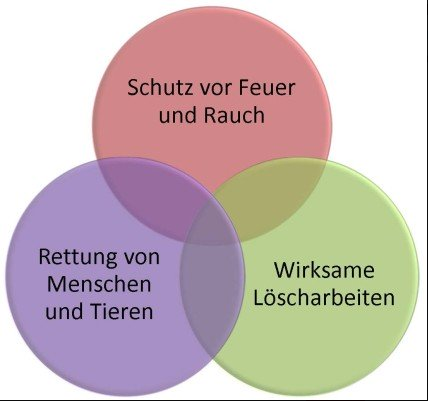 Schutz vor Feuer
und Rauch
Rettung von
Menschen
und Tieren
Wirksame
Löscharbeiten